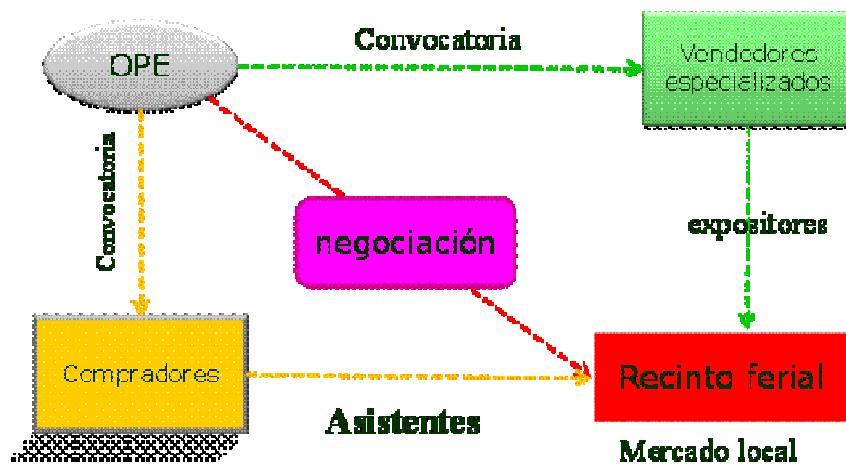 Convocatoria
OPE
Vendedores
especializados
Convocatoria
negociación
expositores
Compradores
Recinto ferial
Asistentes
Mercado local